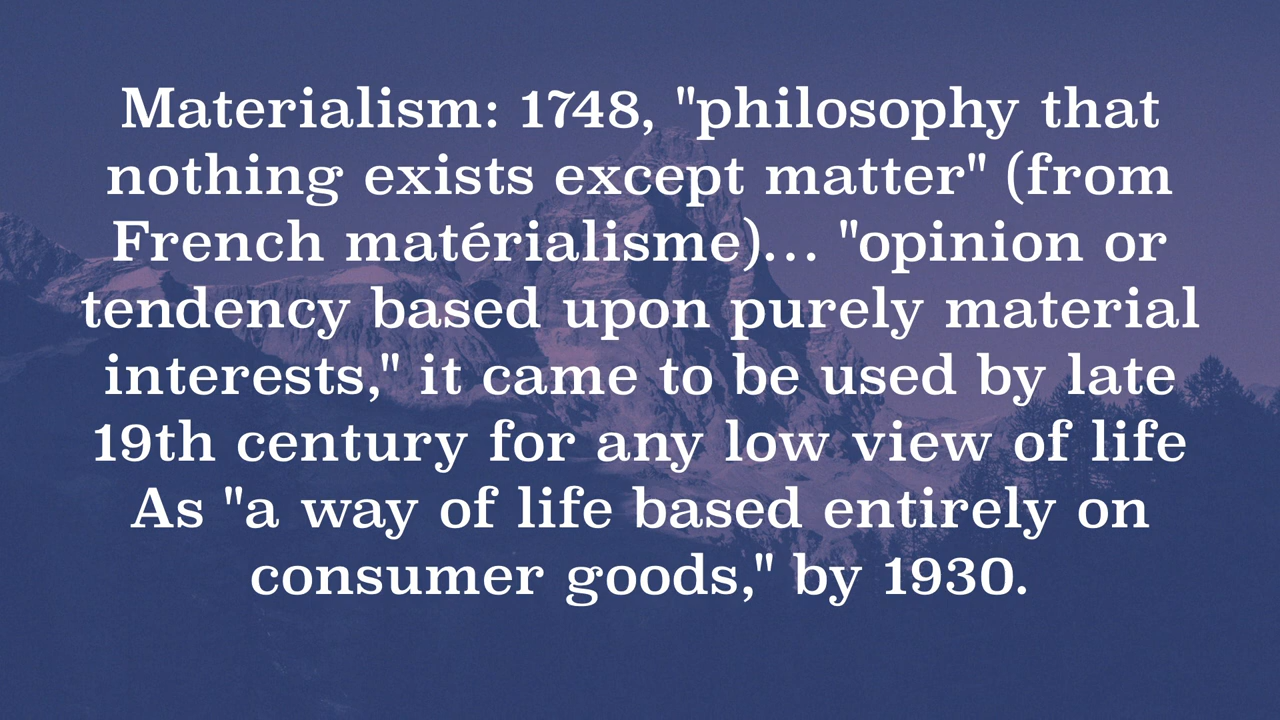 Materialism: 1748, "philosophy that
nothing exists except matter" (from
French matérialisme)… "opinion or
tendency based upon purely material
interests," it came to be used by late
19th century for any low view of life
As "a way of life based entirely on
consumer goods," by 1930.